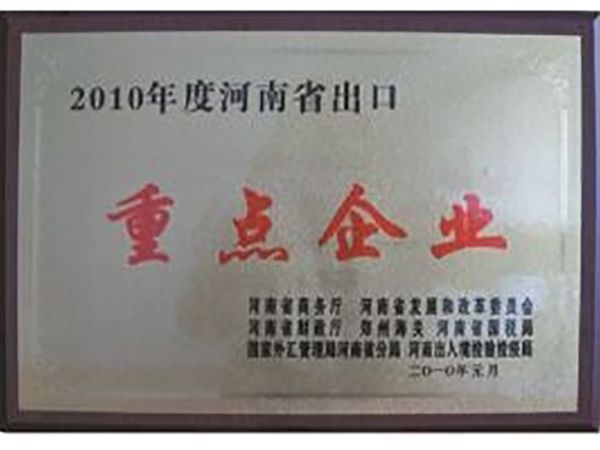 2010年度河南省出口
重点企业
河南省商务厅 河南省发展和改革委员会
河南省财政厅 郑州海关 河南省国税局
国家外汇管理局河南省分局 河南出入境检验检疫局
二〇一〇年元月